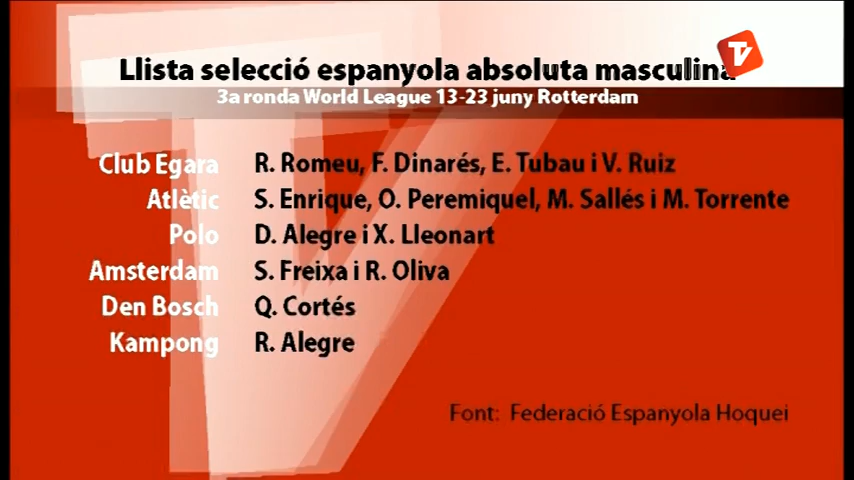 TV
Llista selecció espanyola absoluta masculina
3a ronda World League 13-23 juny Rotterdam
Club Egara R. Romeu, F. Dinarés, E. Tubau i V. Ruiz
Atlètic S. Enrique, O. Peremiquel, M. Sallés i M. Torrente
Polo D. Alegre i X. Lleonart
Amsterdam S. Freixa i R. Oliva
Den Bosch Q. Cortés
Kampong R. Alegre
Font: Federació Espanyola Hoquei